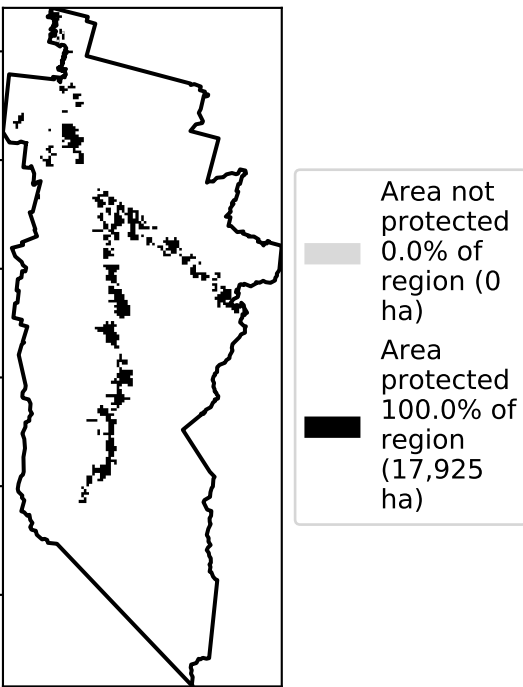 Area not
protected
0.0% of
region (0
ha)
Area
protected
100.0% of
region
(17,925
ha)